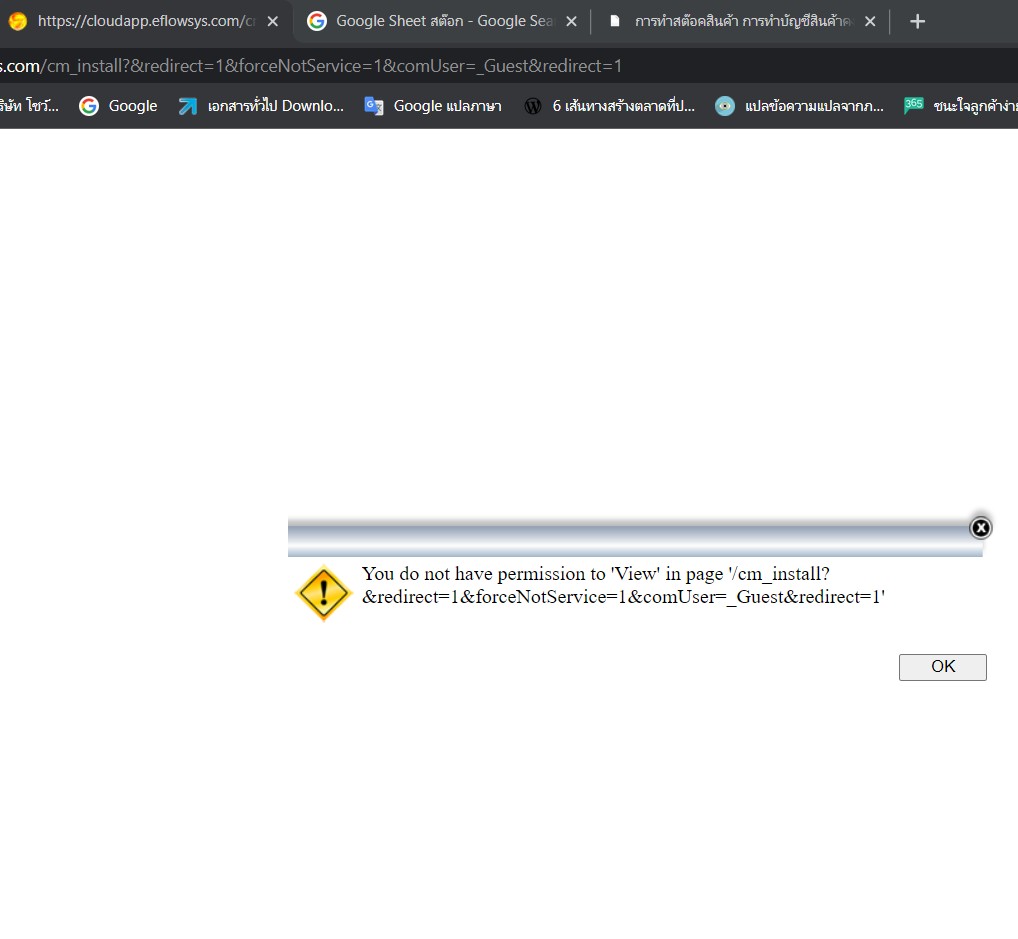 https://cloudapp.eflowsys.com/c
Google Sheet สต๊อก - Google Sea
การทำสต๊อคสินค้า การทำบัญชีสินค้าค
s.com/cm_install?&redirect=1&forceNotService=1&comUser=_Guest&redirect=1
ริษัท โชวั...
Google
เอกสารทั่วไป Downlo...
Google แปลภาษา
6 เส้นทางสร้างตลาดที่ป...
แปลข้อความแปลจากภ...
365
ชนะใจลูกค้าง่าย
You do not have permission to 'View' in page '/cm_install?
&redirect=1&forceNotService=1&comUser=_Guest&redirect=1'
OK